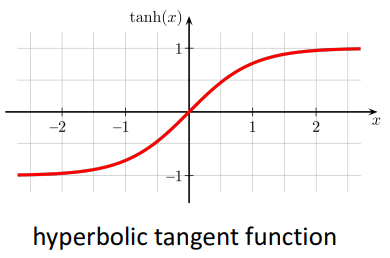 tanh(x)
1
−2 −1 1 2 x
−1
hyperbolic tangent function